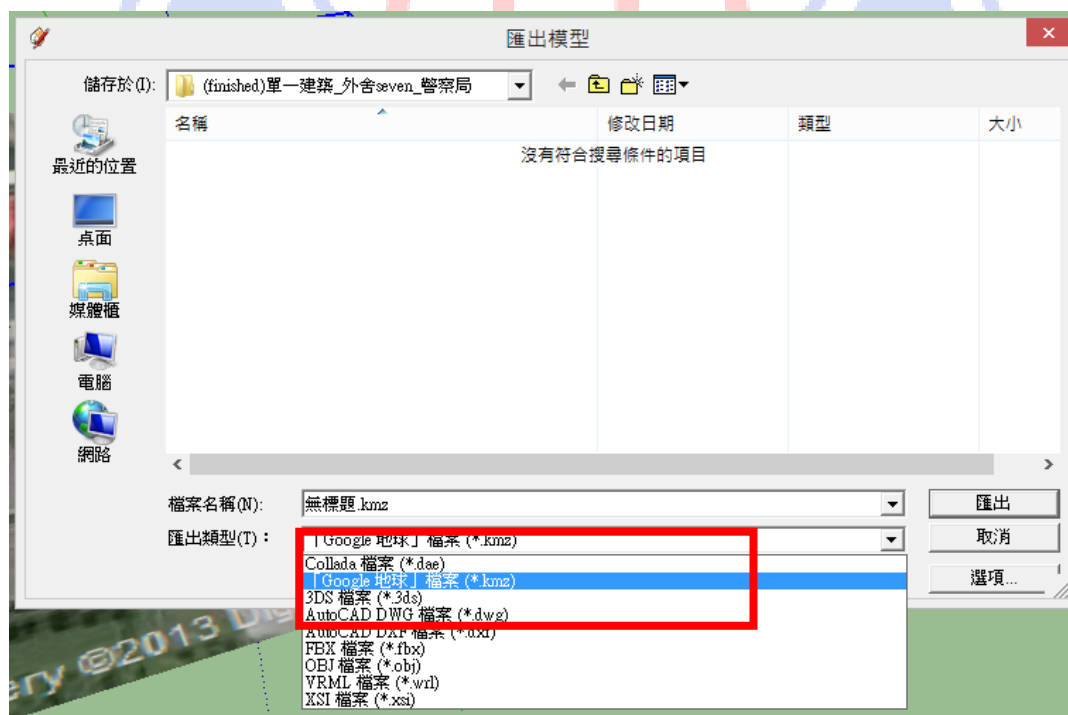 匯出模型
儲存於(I):
(finished)單一建築_外舍seven_警察局
名稱
修改日期
類型
大小
沒有符合搜尋條件的項目
最近的位置
桌面
媒體櫃
電腦
網路
檔案名稱(N):
無標題.kmz
匯出
匯出類型(T)：
「Google 地球」檔案 (*.kmz)
取消
Collada 檔案 (*.dae)
「Google 地球」檔案 (*.kmz)
選項...
3DS 檔案 (*.3ds)
AutoCAD DWG 檔案 (*.dwg)
AutoCAD DXF 檔案 (*.dxf)
FBX 檔案 (*.fbx)
OBJ 檔案 (*.obj)
VRML 檔案 (*.wrl)
XSI 檔案 (*.xsi)
ery ©2013 Dig